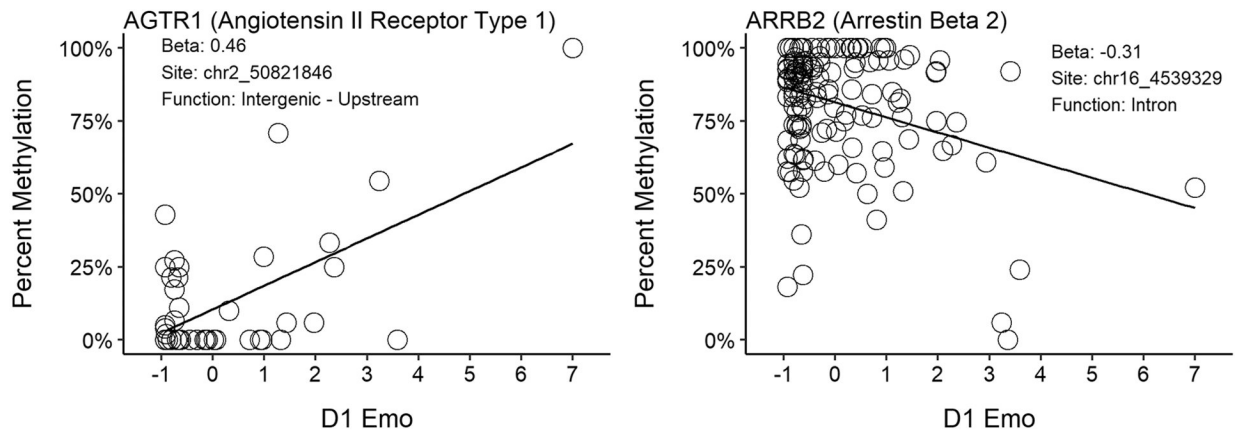 AGTR1 (Angiotensin II Receptor Type 1)
Beta: 0.46
Site: chr2_50821846
Function: Intergenic - Upstream
100%
75%
50%
25%
0%
Percent Methylation
-1 0 1 2 3 4 5 6 7
D1 Emo
ARRB2 (Arrestin Beta 2)
Beta: -0.31
Site: chr16_4539329
Function: Intron
100%
75%
50%
25%
0%
Percent Methylation
-1 0 1 2 3 4 5 6 7
D1 Emo